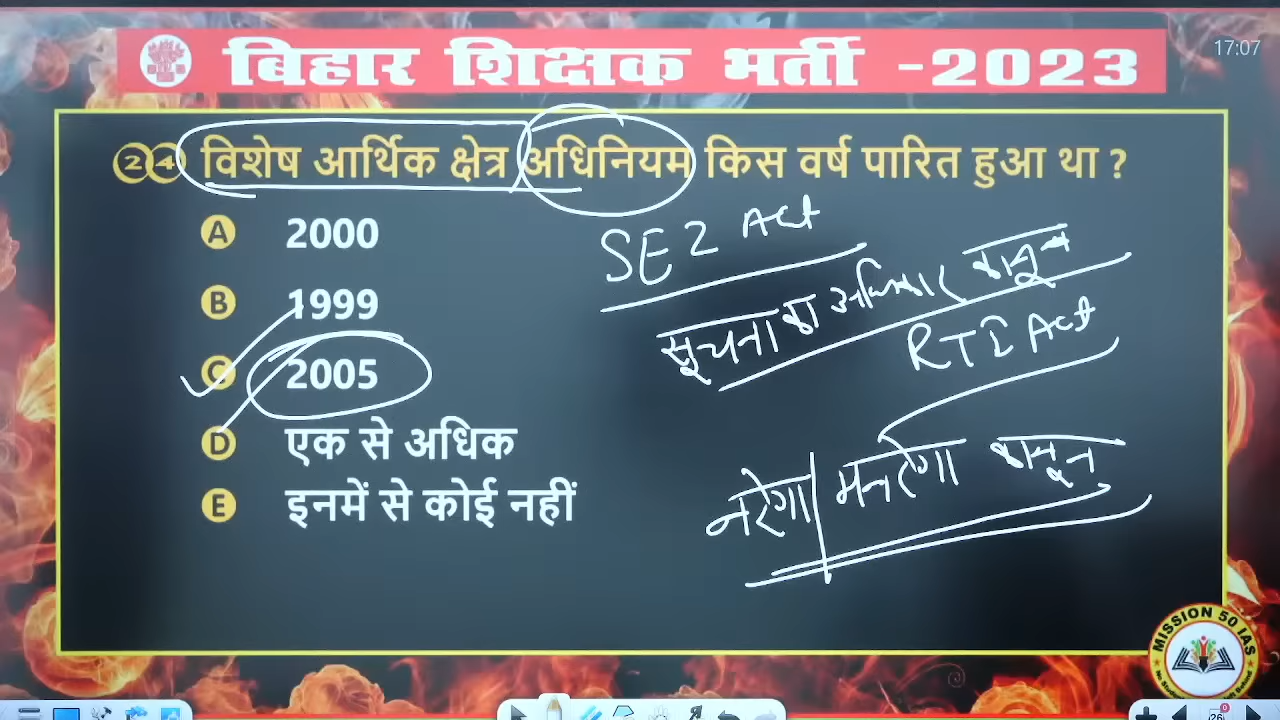 17:07
बिहार शिक्षक भर्ती -2023
24 विशेष आर्थिक क्षेत्र अधिनियम किस वर्ष पारित हुआ था ?
A 2000
B 1999
C 2005
D एक से अधिक
E इनमें से कोई नहीं
SEZ Act
सूचना का अधिकार कानून
RTI Act
नरेगा मनरेगा कानून
MISSION 50 IAS
26